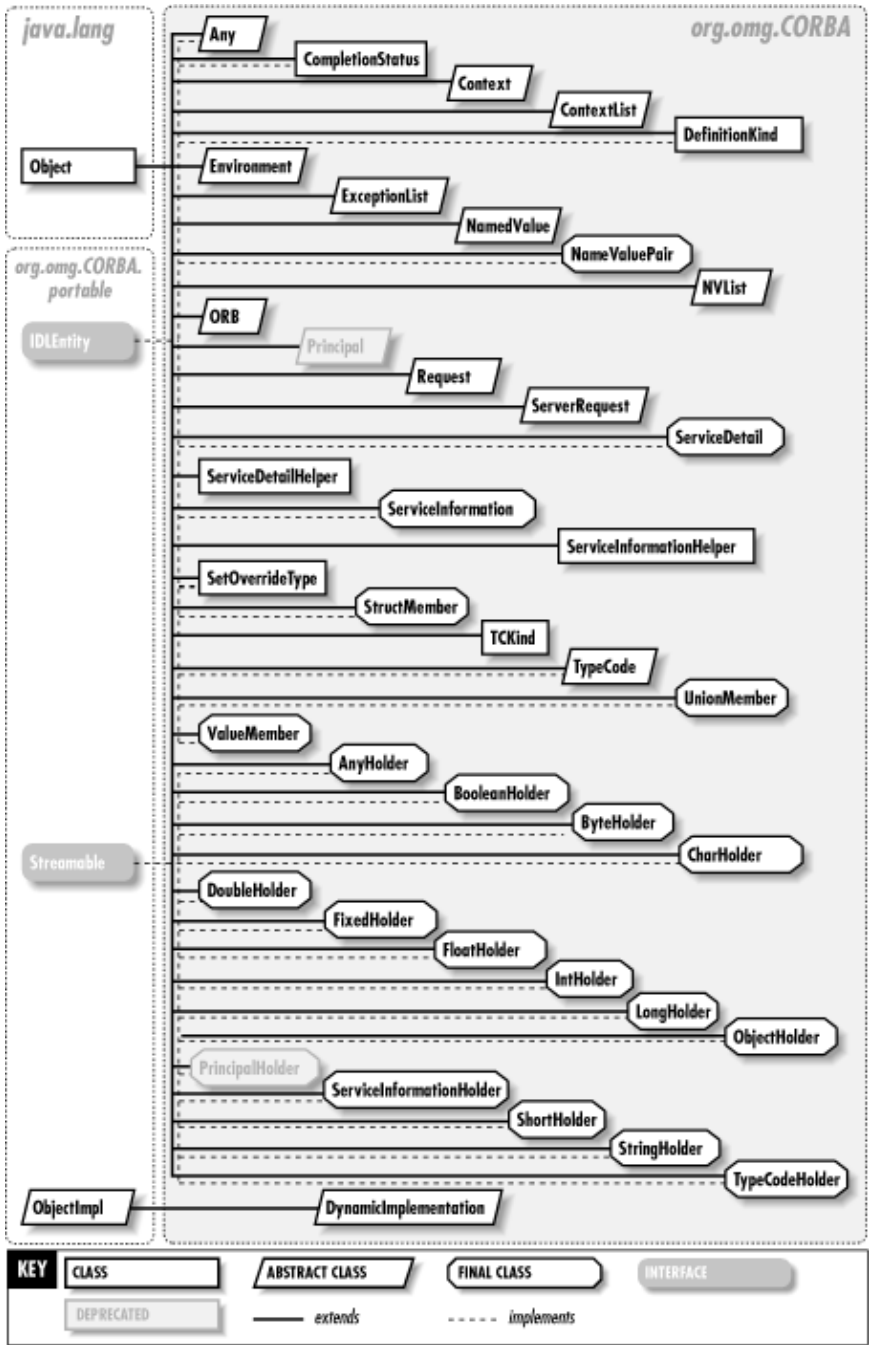 java.lang
org.omg.CORBA
Any
CompletionStatus
Context
ContextList
DefinitionKind
Object
Environment
ExceptionList
NamedValue
NameValuePair
org.omg.CORBA.
portable
NVList
ORB
IDLEntity
Principal
Request
ServerRequest
ServiceDetail
ServiceDetailHelper
ServiceInformation
ServiceInformationHelper
SetOverrideType
StructMember
TCKind
TypeCode
UnionMember
ValueMember
AnyHolder
BooleanHolder
ByteHolder
CharHolder
Streamable
DoubleHolder
FixedHolder
FloatHolder
IntHolder
LongHolder
ObjectHolder
PrincipalHolder
ServiceInformationHolder
ShortHolder
StringHolder
TypeCodeHolder
ObjectImpl
DynamicImplementation
KEY
CLASS
ABSTRACT CLASS
FINAL CLASS
INTERFACE
DEPRECATED
extends
implements